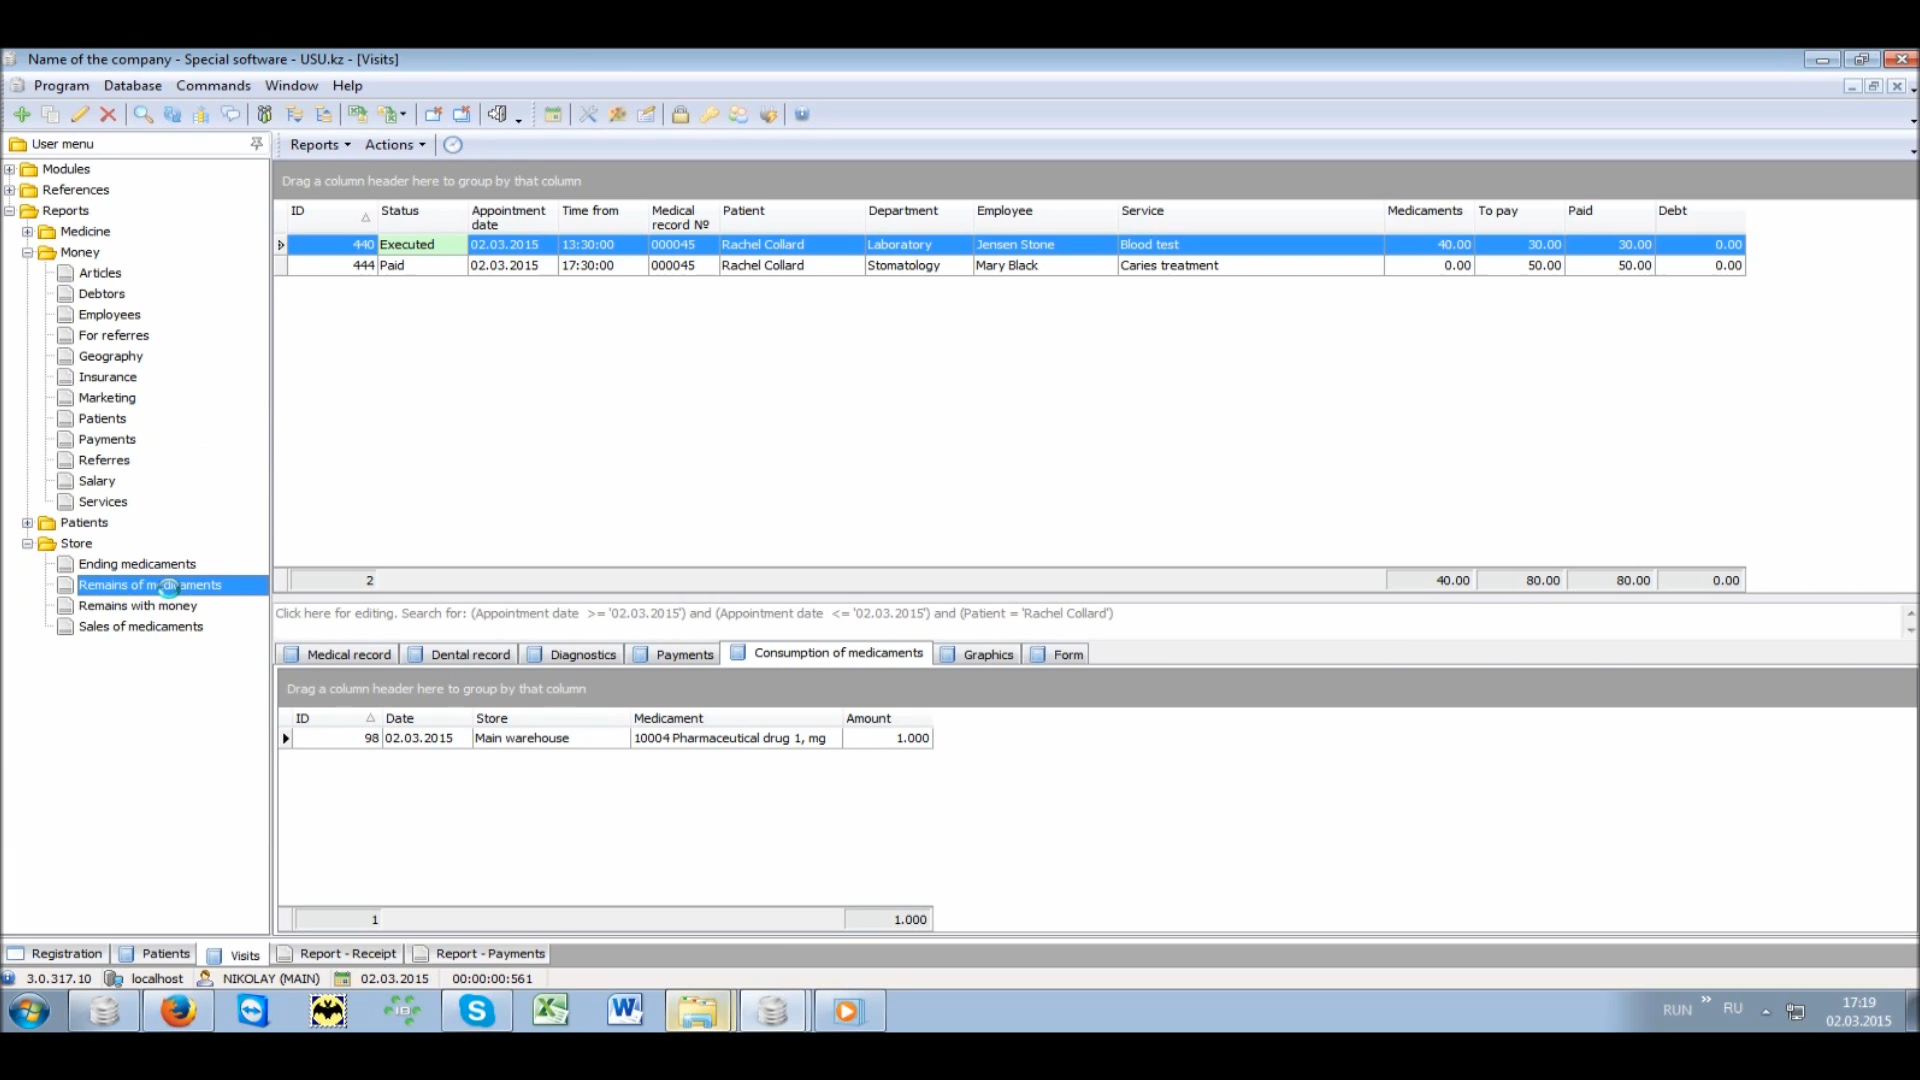 Name of the company - Special software - USU.kz - [Visits]
Program Database Commands Window Help
User menu
Reports Actions
Modules
References
Reports
Medicine
Money
Articles
Debtors
Employees
For referres
Geography
Insurance
Marketing
Patients
Payments
Referres
Salary
Services
Patients
Store
Ending medicaments
Remains of medicaments
Remains with money
Sales of medicaments
Drag a column header here to group by that column
ID Status Appointment date Time from Medical record Nº Patient Department Employee Service Medicaments To pay Paid Debt
440 Executed 02.03.2015 13:30:00 000045 Rachel Collard Laboratory Jensen Stone Blood test 40.00 30.00 30.00 0.00
444 Paid 02.03.2015 17:30:00 000045 Rachel Collard Stomatology Mary Black Caries treatment 0.00 50.00 50.00 0.00
2 40.00 80.00 80.00 0.00
Click here for editing. Search for: (Appointment date >= '02.03.2015') and (Appointment date <= '02.03.2015') and (Patient = 'Rachel Collard')
Medical record Dental record Diagnostics Payments Consumption of medicaments Graphics Form
Drag a column header here to group by that column
ID Date Store Medicament Amount
98 02.03.2015 Main warehouse 10004 Pharmaceutical drug 1, mg 1.000
1 1.000
Registration Patients Visits Report - Receipt Report - Payments
3.0.317.10 localhost NIKOLAY (MAIN) 02.03.2015 00:00:00:561
RUN » RU 17:19
02.03.2015